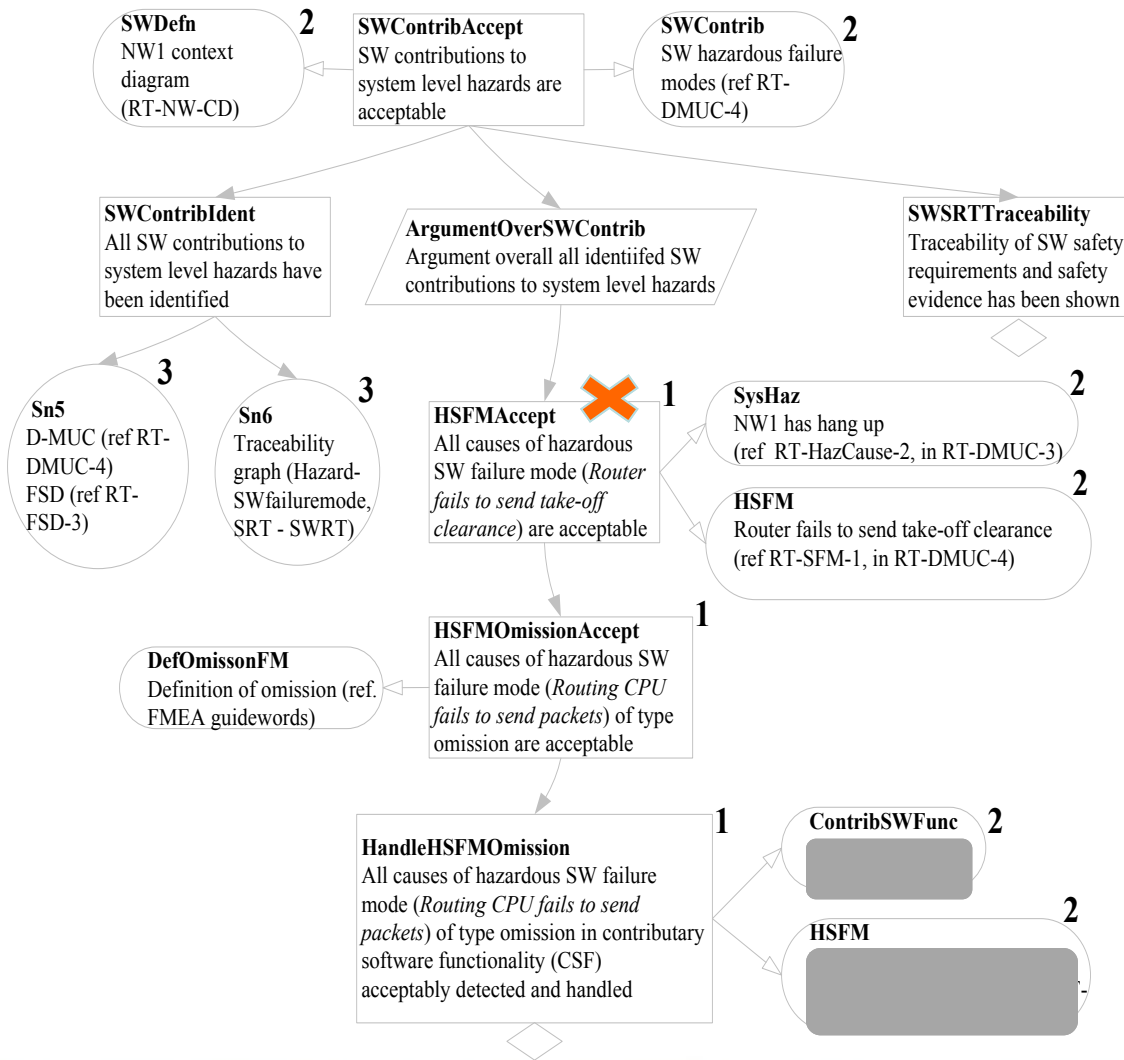 SWDefn
NW1 context
diagram
(RT-NW-CD)
2
SWContribAccept
SW contributions to
system level hazards are
acceptable
SWContrib
SW hazardous failure
modes (ref RT-
DMUC-4)
2
SWContribIdent
All SW contributions to
system level hazards have
been identified
ArgumentOverSWContrib
Argument overall all identiifed SW
contributions to system level hazards
SWSRTTraceability
Traceability of SW safety
requirements and safety
evidence has been shown
Sn5
D-MUC (ref RT-
DMUC-4)
FSD (ref RT-
FSD-3)
3
Sn6
Traceability
graph (Hazard-
SWfailuremode,
SRT - SWRT)
3
HSFMAccept
All causes of hazardous
SW failure mode (Router
fails to send take-off
clearance) are acceptable
1
SysHaz
NW1 has hang up
(ref RT-HazCause-2, in RT-DMUC-3)
2
HSFM
Router fails to send take-off clearance
(ref RT-SFM-1, in RT-DMUC-4)
2
DefOmissonFM
Definition of omission (ref.
FMEA guidewords)
HSFMOmissionAccept
All causes of hazardous SW
failure mode (Routing CPU
fails to send packets) of type
omission are acceptable
1
HandleHSFMOmission
All causes of hazardous SW failure
mode (Routing CPU fails to send
packets) of type omission in contributary
software functionality (CSF)
acceptably detected and handled
1
ContribSWFunc
2
HSFM
2